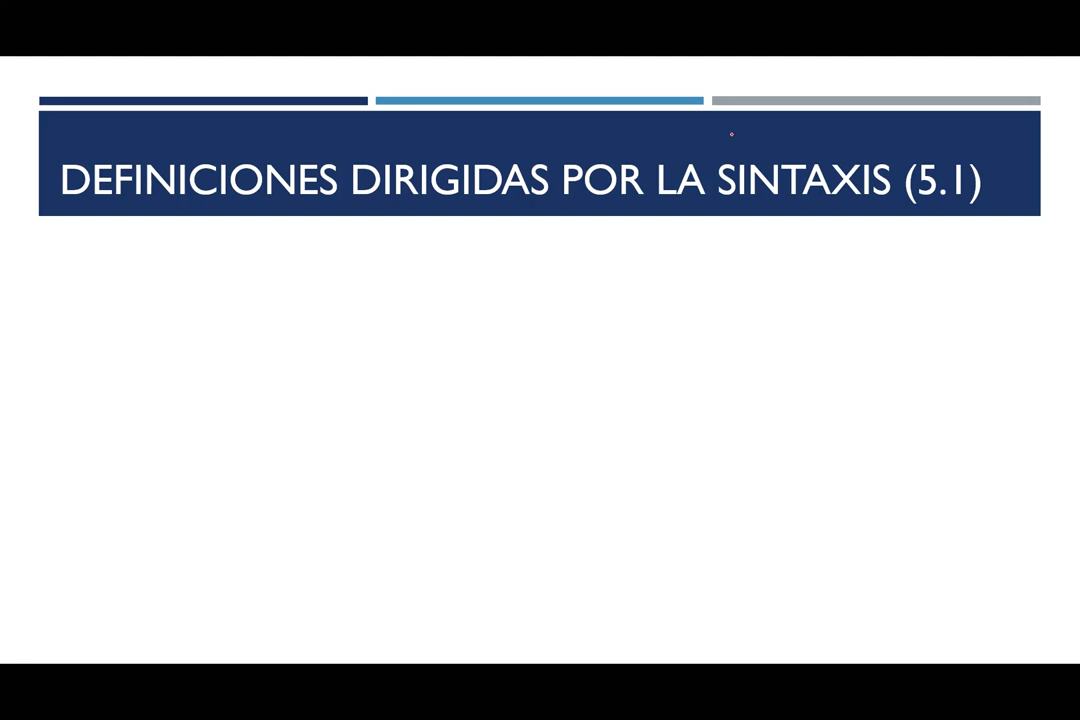 DEFINICIONES DIRIGIDAS POR LA SINTAXIS (5.1)